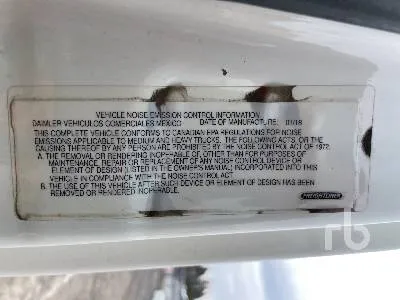 VEHICLE NOISE EMISSION CONTROL INFORMATION
DAIMLER VEHICULOS COMERCIALES MEXICO DATE OF MANUFACTURE: 01/18
THIS COMPLETE VEHICLE CONFORMS TO CANADIAN EPA REGULATIONS FOR NOISE
EMISSIONS APPLICABLE TO MEDIUM AND HEAVY TRUCKS. THE FOLLOWING ACTS, OR THE
CAUSING THEREOF BY ANY PERSON ARE PROHIBITED BY THE NOISE CONTROL ACT OF 1972:
A. THE REMOVAL OR RENDERING INOPERABLE, OTHER THAN FOR PURPOSES OF
MAINTENANCE, REPAIR OR REPLACEMENT OF ANY NOISE CONTROL DEVICE OR
ELEMENT OF DESIGN (LISTED IN THE OWNER'S MANUAL) INCORPORATED INTO THIS
VEHICLE IN COMPLIANCE WITH THE NOISE CONTROL ACT
B. THE USE OF THIS VEHICLE AFTER SUCH DEVICE OR ELEMENT OF DESIGN HAS BEEN
REMOVED OR RENDERED INOPERABLE.
FREIGHTLINER
rb